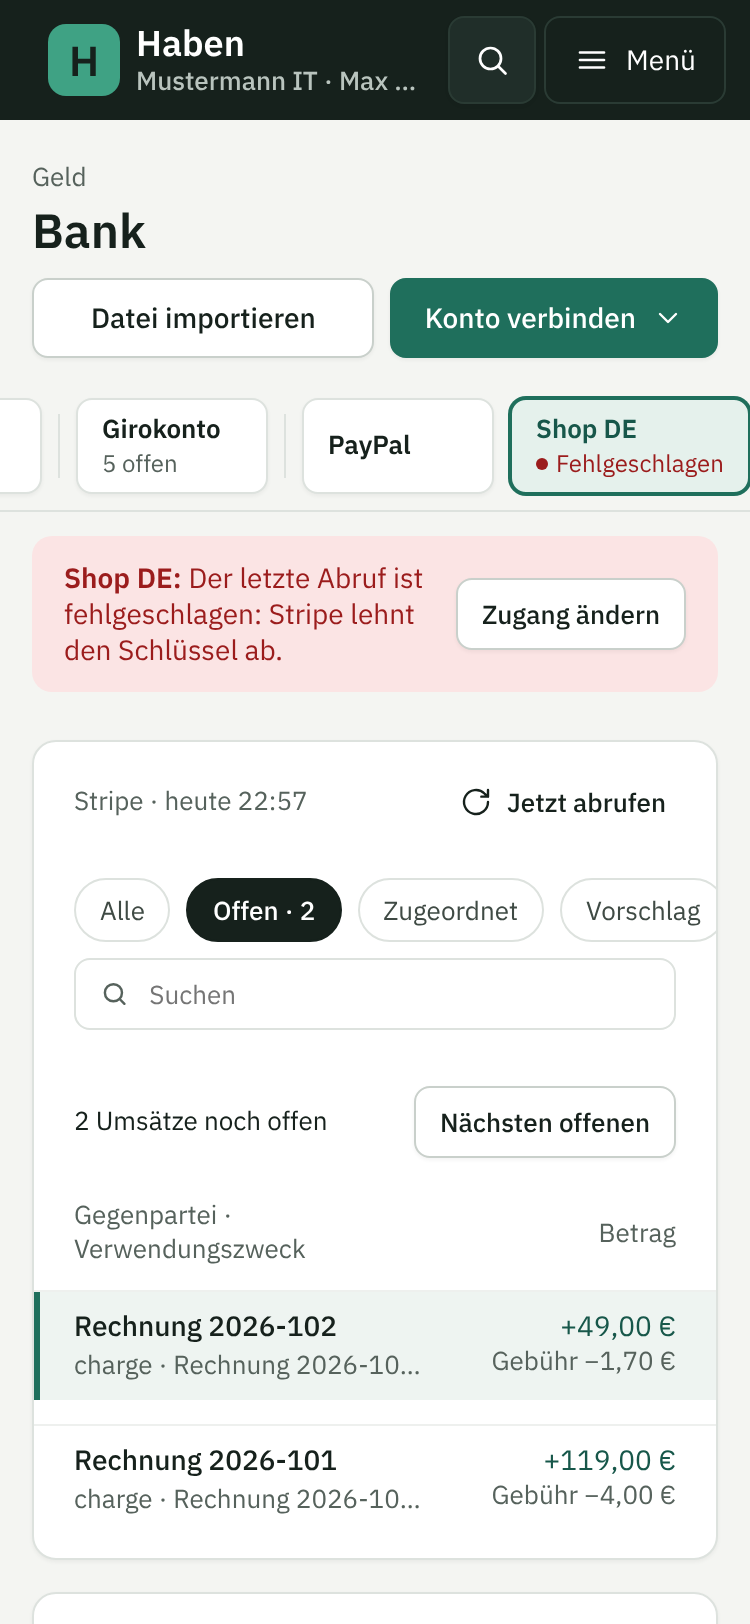 H
Haben
Mustermann IT · Max ...
Menü
Geld
Bank
Datei importieren
Konto verbinden
Girokonto
5 offen
PayPal
Shop DE
Fehlgeschlagen
Shop DE: Der letzte Abruf ist
fehlgeschlagen: Stripe lehnt
den Schlüssel ab.
Zugang ändern
Stripe · heute 22:57
Jetzt abrufen
Alle
Offen · 2
Zugeordnet
Vorschlag
Suchen
2 Umsätze noch offen
Nächsten offenen
Gegenpartei ·
Verwendungszweck
Betrag
Rechnung 2026-102
+49,00 €
charge · Rechnung 2026-10...
Gebühr −1,70 €
Rechnung 2026-101
+119,00 €
charge · Rechnung 2026-10...
Gebühr −4,00 €